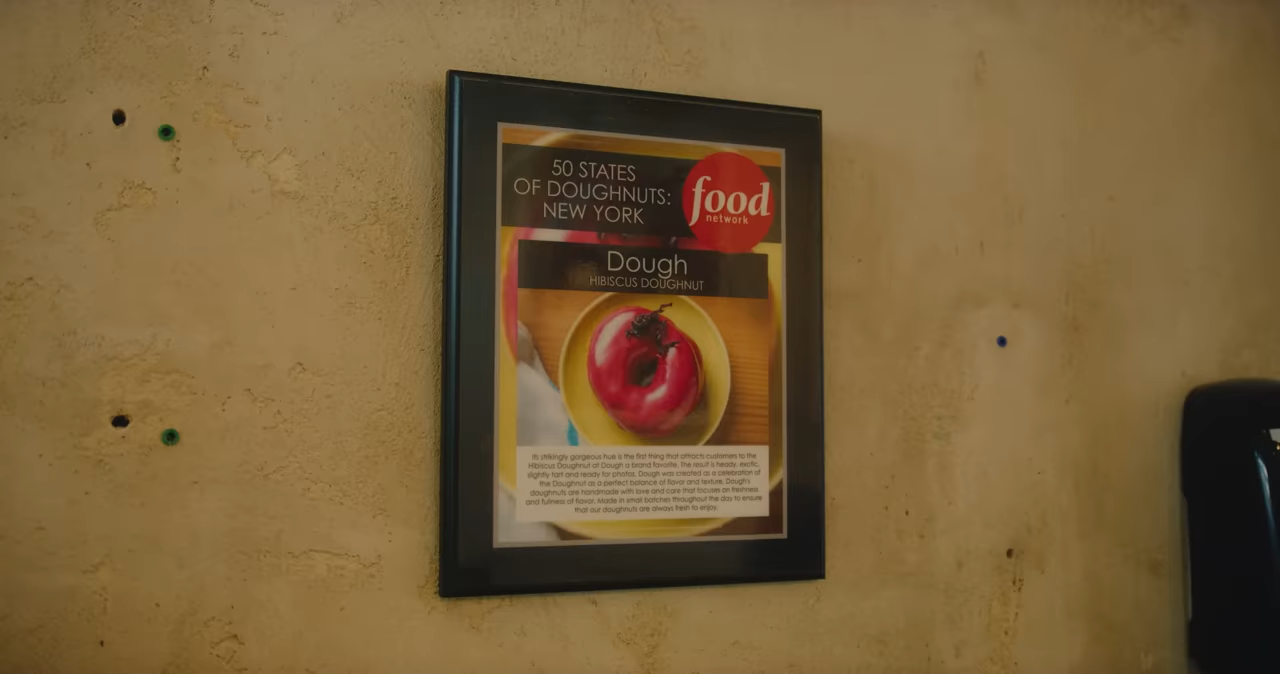 50 STATES
OF DOUGHNUTS:
NEW YORK
food
network
Dough
HIBISCUS DOUGHNUT
Its strikingly gorgeous hue is the first thing that attracts customers to the
Hibiscus Doughnut at Dough a brand favorite. The result is heady, exotic,
slightly tart and ready for photos. Dough was created as a celebration of
the Doughnut as a perfect balance of flavor and texture. Dough's
doughnuts are handmade with love and care that focuses on freshness
and fullness of flavor. Made in small batches throughout the day to ensure
that our doughnuts are always fresh to enjoy.